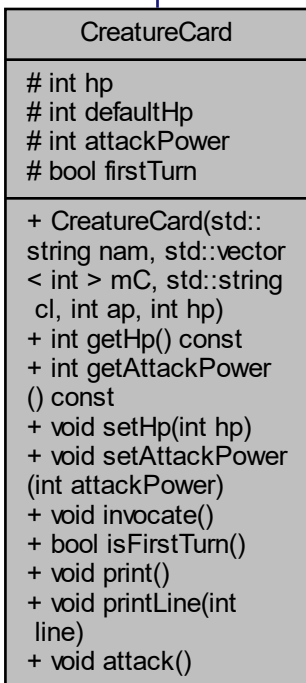 CreatureCard
# int hp
# int defaultHp
# int attackPower
# bool firstTurn
+ CreatureCard(std::
string nam, std::vector
< int > mC, std::string
cl, int ap, int hp)
+ int getHp() const
+ int getAttackPower
() const
+ void setHp(int hp)
+ void setAttackPower
(int attackPower)
+ void invocate()
+ bool isFirstTurn()
+ void print()
+ void printLine(int
line)
+ void attack()